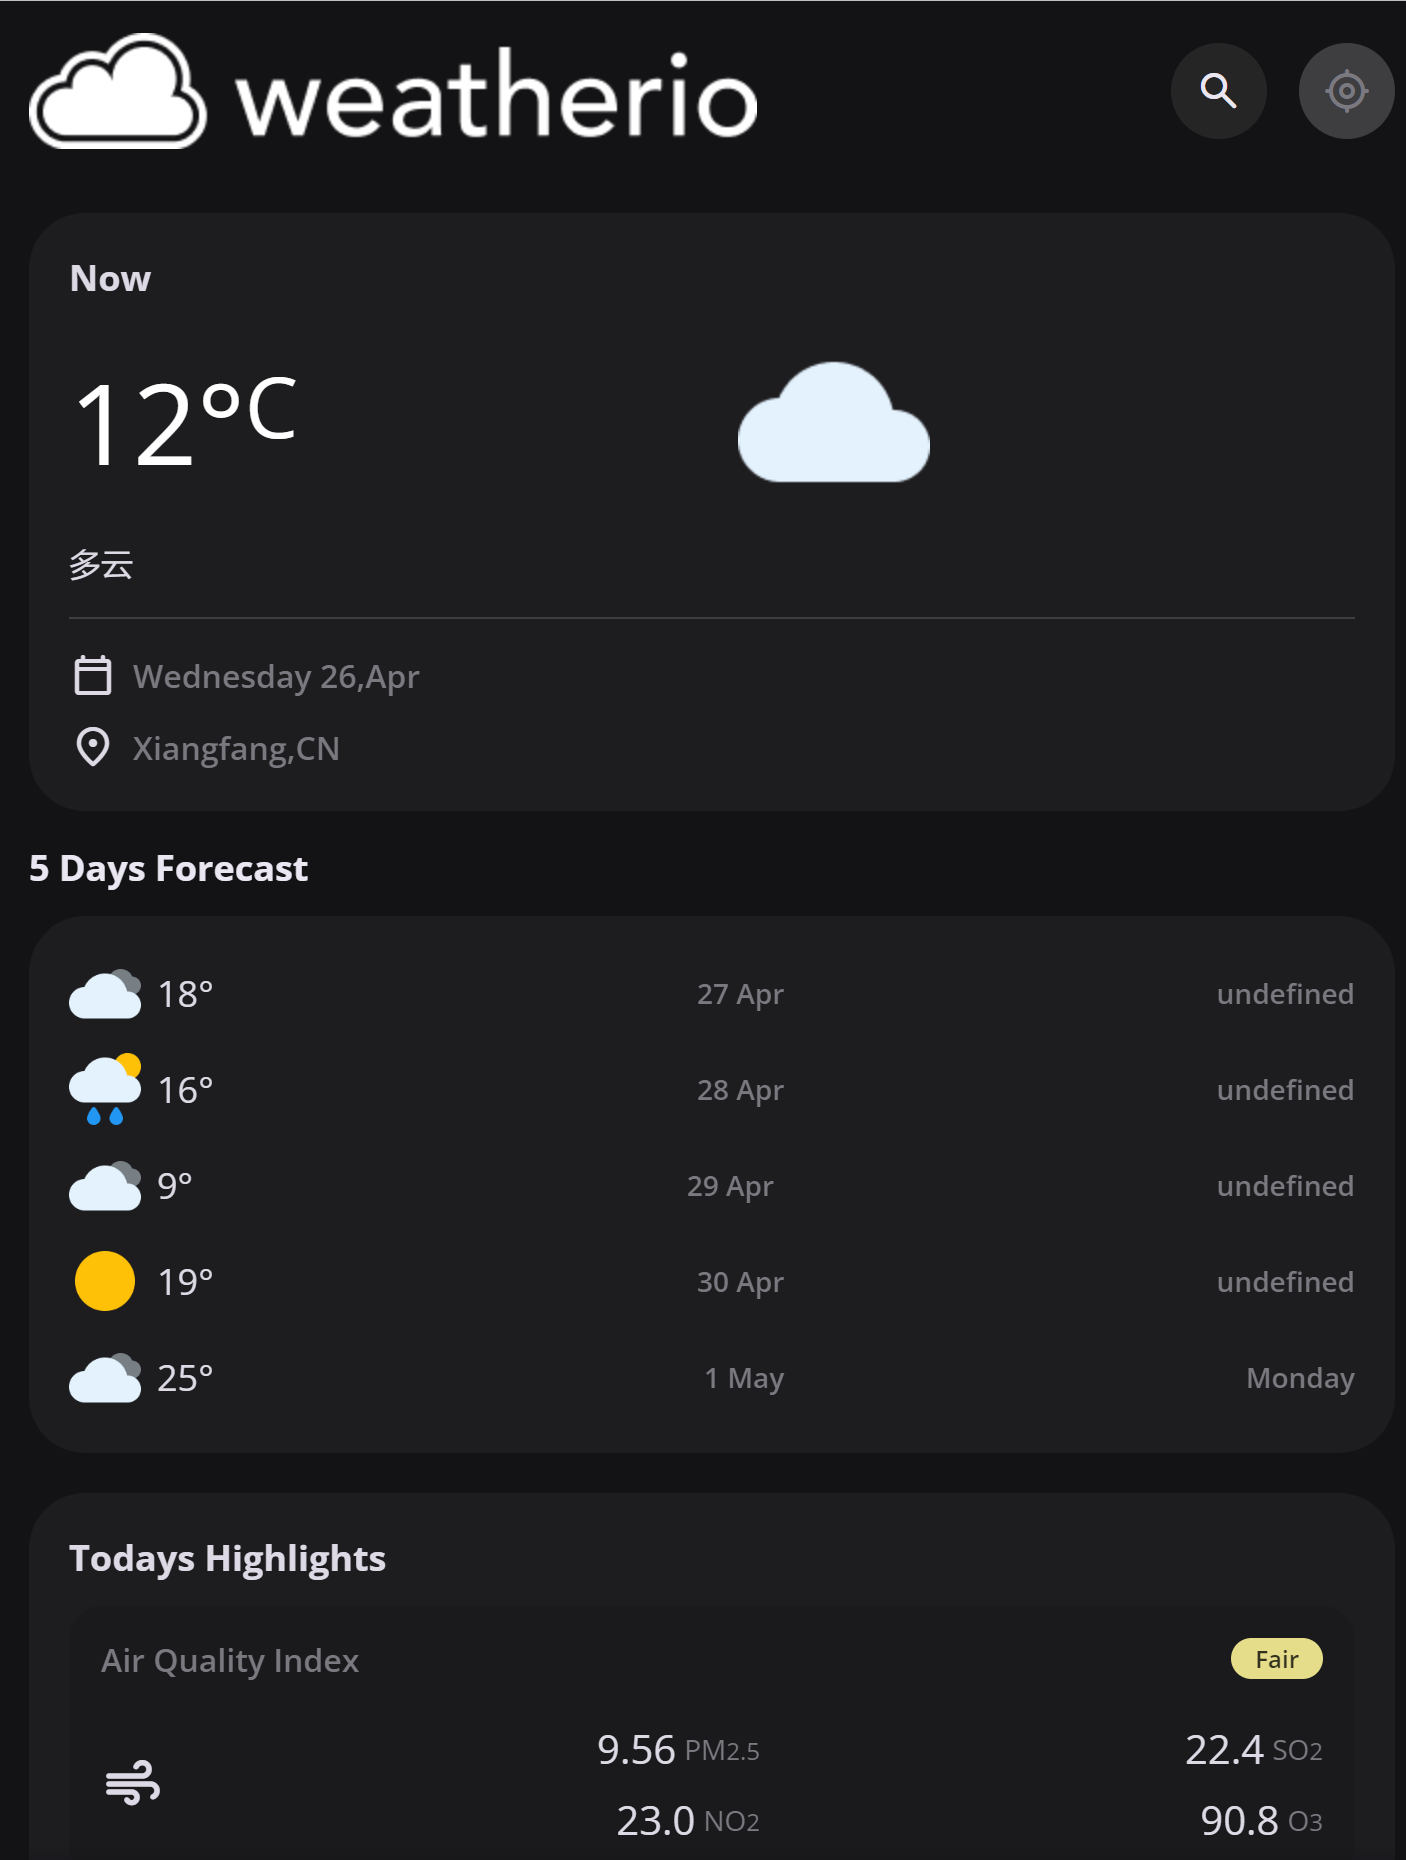 weatherio
Now
12°C
多云
Wednesday 26,Apr
Xiangfang,CN
5 Days Forecast
18° 27 Apr undefined
16° 28 Apr undefined
9° 29 Apr undefined
19° 30 Apr undefined
25° 1 May Monday
Todays Highlights
Air Quality Index Fair
9.56 PM2.5 22.4 SO2
23.0 NO2 90.8 O3